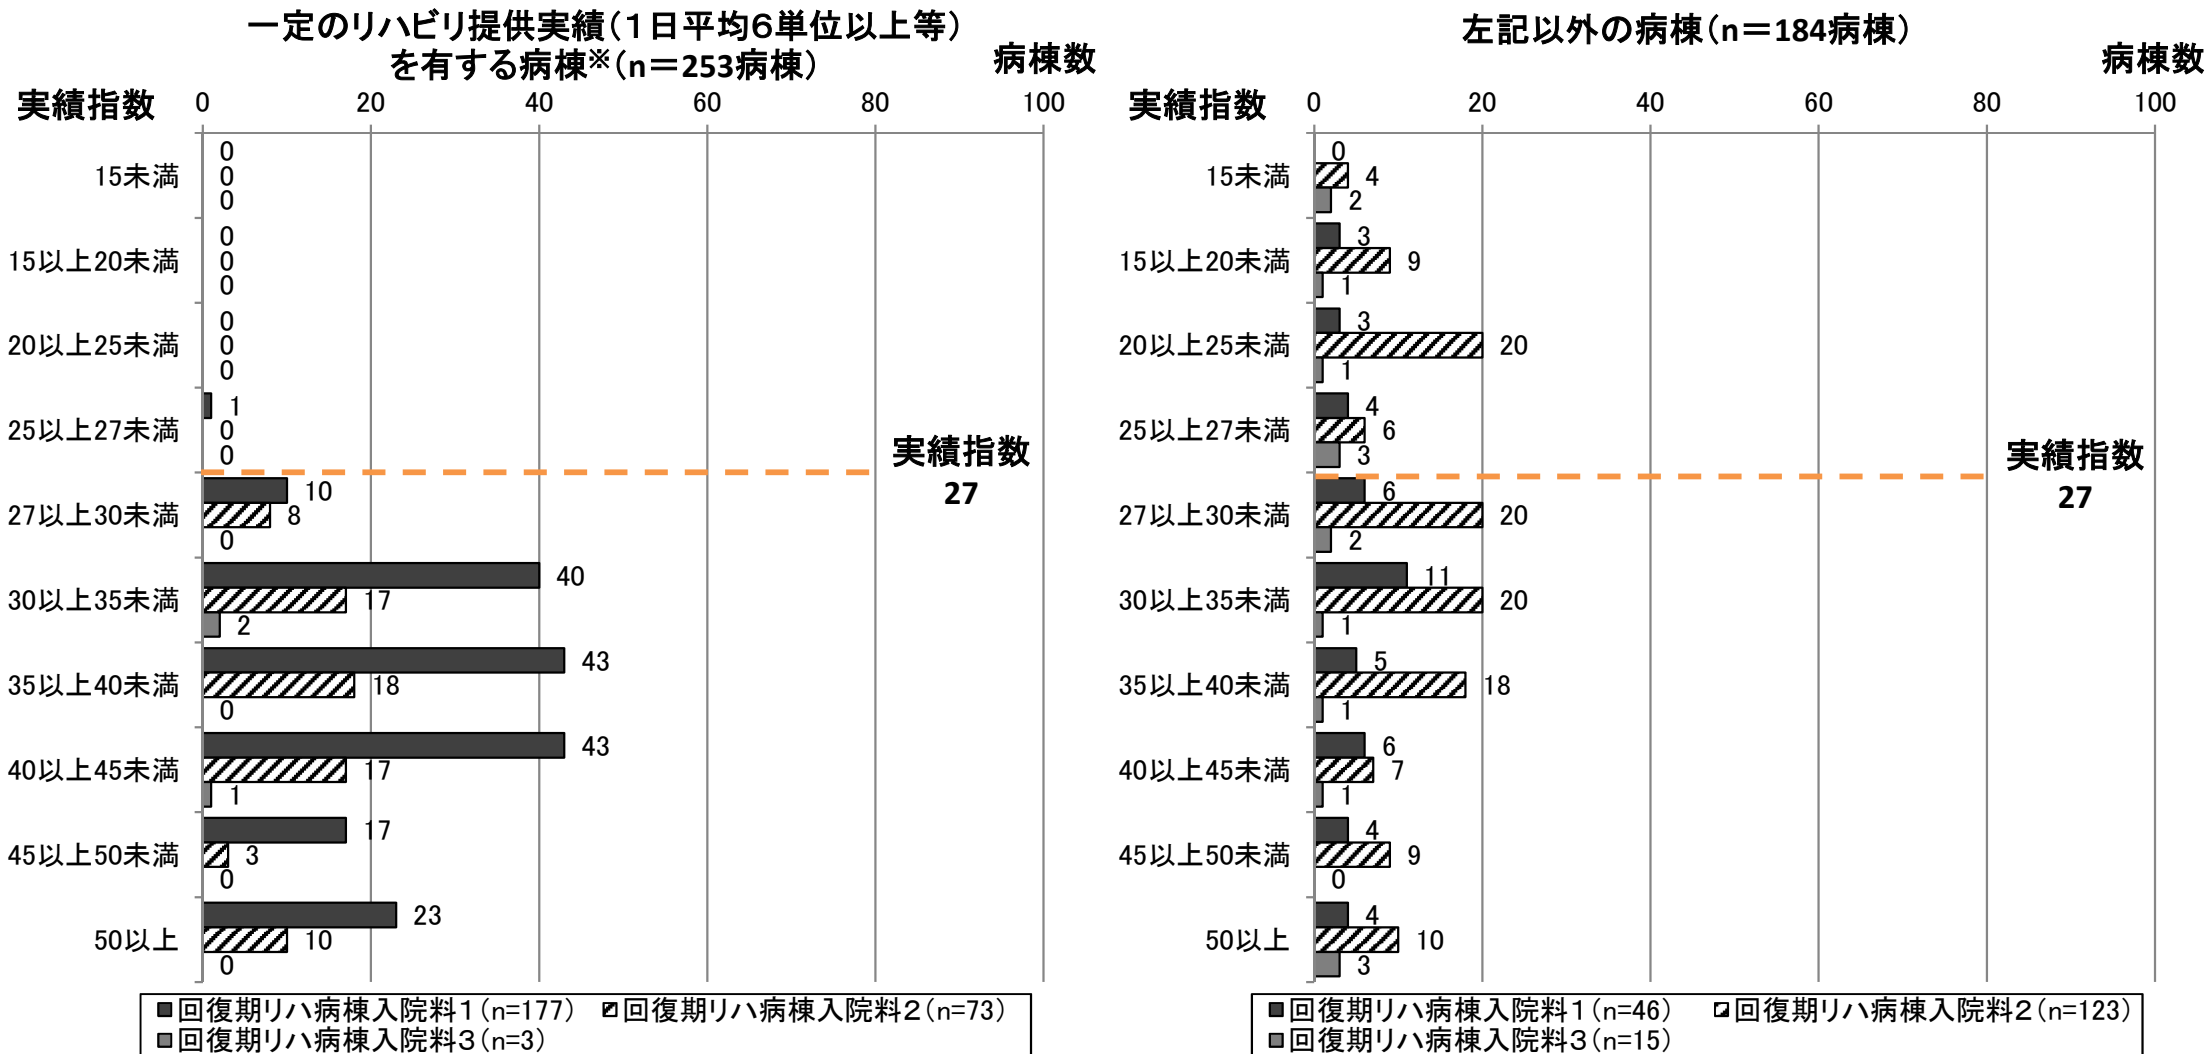 一定のリハビリ提供実績(１日平均６単位以上等)
を有する病棟※(n＝253病棟)
病棟数
実績指数
0 20 40 60 80 100
15未満
0
0
0
15以上20未満
0
0
0
20以上25未満
0
0
0
25以上27未満
1
0
0
実績指数
27
27以上30未満
10
8
0
30以上35未満
40
17
2
35以上40未満
43
18
0
40以上45未満
43
17
1
45以上50未満
17
3
0
50以上
23
10
0
回復期リハ病棟入院料１(n=177) 回復期リハ病棟入院料２(n=73)
回復期リハ病棟入院料３(n=3)
左記以外の病棟(n＝184病棟)
病棟数
実績指数
0 20 40 60 80 100
15未満
0
4
2
15以上20未満
3
9
1
20以上25未満
3
20
1
25以上27未満
4
6
3
実績指数
27
27以上30未満
6
20
2
30以上35未満
11
20
1
35以上40未満
5
18
1
40以上45未満
6
7
1
45以上50未満
4
9
0
50以上
4
10
3
回復期リハ病棟入院料１(n=46) 回復期リハ病棟入院料２(n=123)
回復期リハ病棟入院料３(n=15)